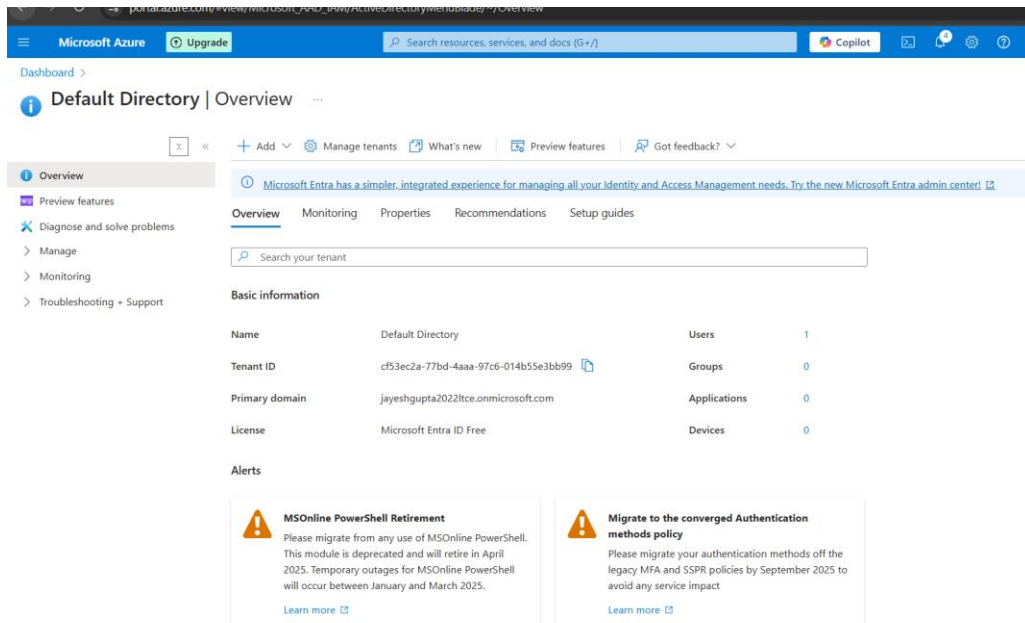 portal.azure.com/#view/Microsoft_AAD_IAM/ActiveDirectoryMenuBlade/~/Overview
Microsoft Azure
Upgrade
Search resources, services, and docs (G+/)
Copilot
4
Dashboard >
Default Directory | Overview ...
+ Add
Manage tenants
What's new
Preview features
Got feedback?
Overview
Preview features
Diagnose and solve problems
Manage
Monitoring
Troubleshooting + Support
Microsoft Entra has a simpler, integrated experience for managing all your Identity and Access Management needs. Try the new Microsoft Entra admin center!
Overview Monitoring Properties Recommendations Setup guides
Search your tenant
Basic information
Name Default Directory Users 1
Tenant ID cf53ec2a-77bd-4aaa-97c6-014b55e3bb99 Groups 0
Primary domain jayeshgupta2022ltce.onmicrosoft.com Applications 0
License Microsoft Entra ID Free Devices 0
Alerts
MSOnline PowerShell Retirement
Please migrate from any use of MSOnline PowerShell.
This module is deprecated and will retire in April
2025. Temporary outages for MSOnline PowerShell
will occur between January and March 2025.
Learn more
Migrate to the converged Authentication
methods policy
Please migrate your authentication methods off the
legacy MFA and SSPR policies by September 2025 to
avoid any service impact
Learn more